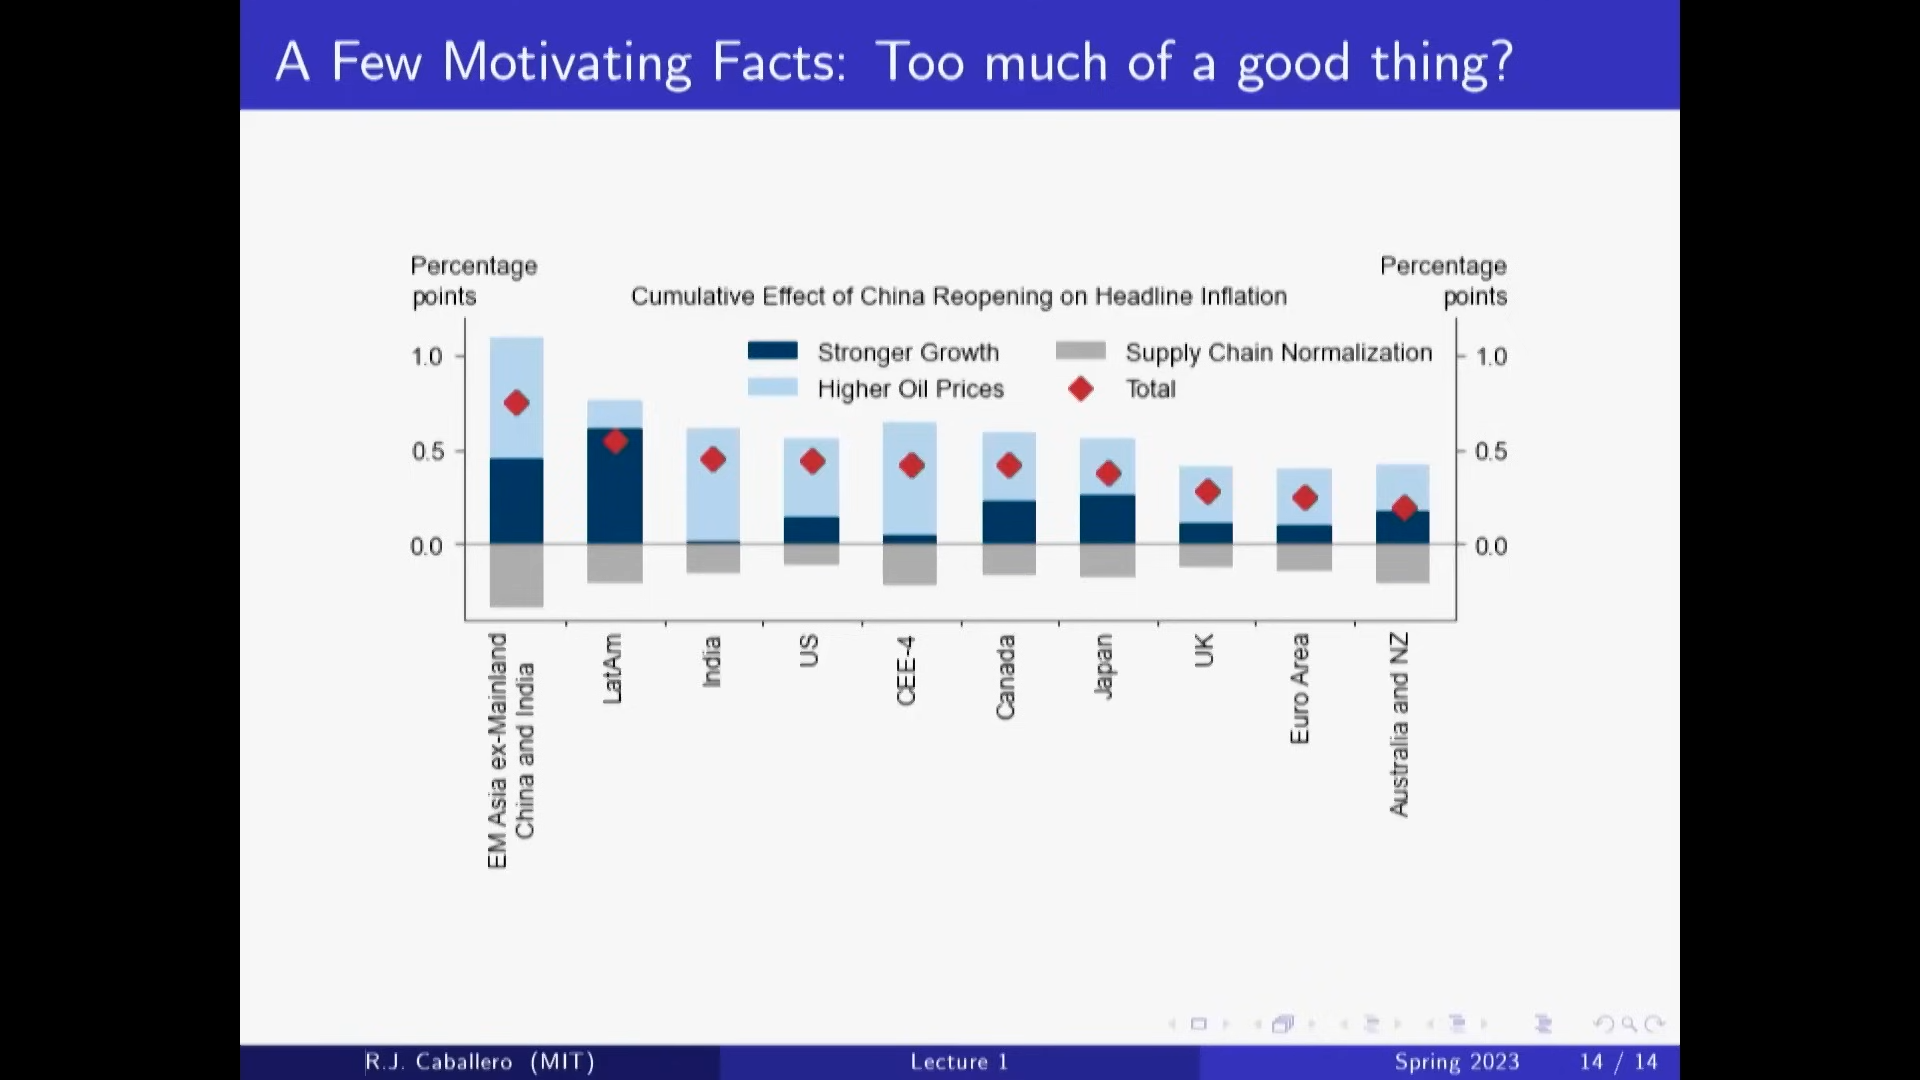 A Few Motivating Facts: Too much of a good thing?
Percentage
points
Percentage
points
Cumulative Effect of China Reopening on Headline Inflation
Stronger Growth
Supply Chain Normalization
Higher Oil Prices
Total
1.0
0.5
0.0
1.0
0.5
0.0
EM Asia ex-Mainland
China and India
LatAm
India
US
CEE-4
Canada
Japan
UK
Euro Area
Australia and NZ
R.J. Caballero (MIT)
Lecture 1
Spring 2023
14 / 14